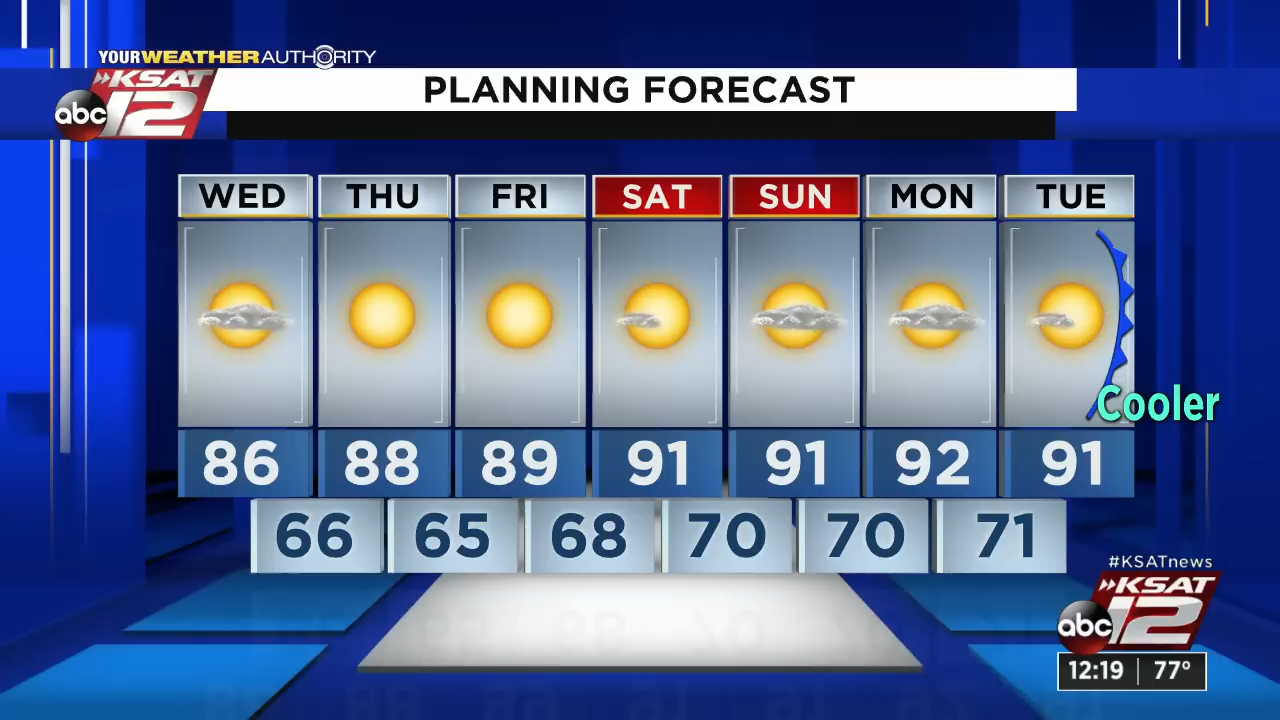 YOUR WEATHER AUTHORITY
KSAT
abc 12
PLANNING FORECAST
WED THU FRI SAT SUN MON TUE
Cooler
86 88 89 91 91 92 91
66 65 68 70 70 71
#KSATnews
KSAT
abc 12
12:19 77°